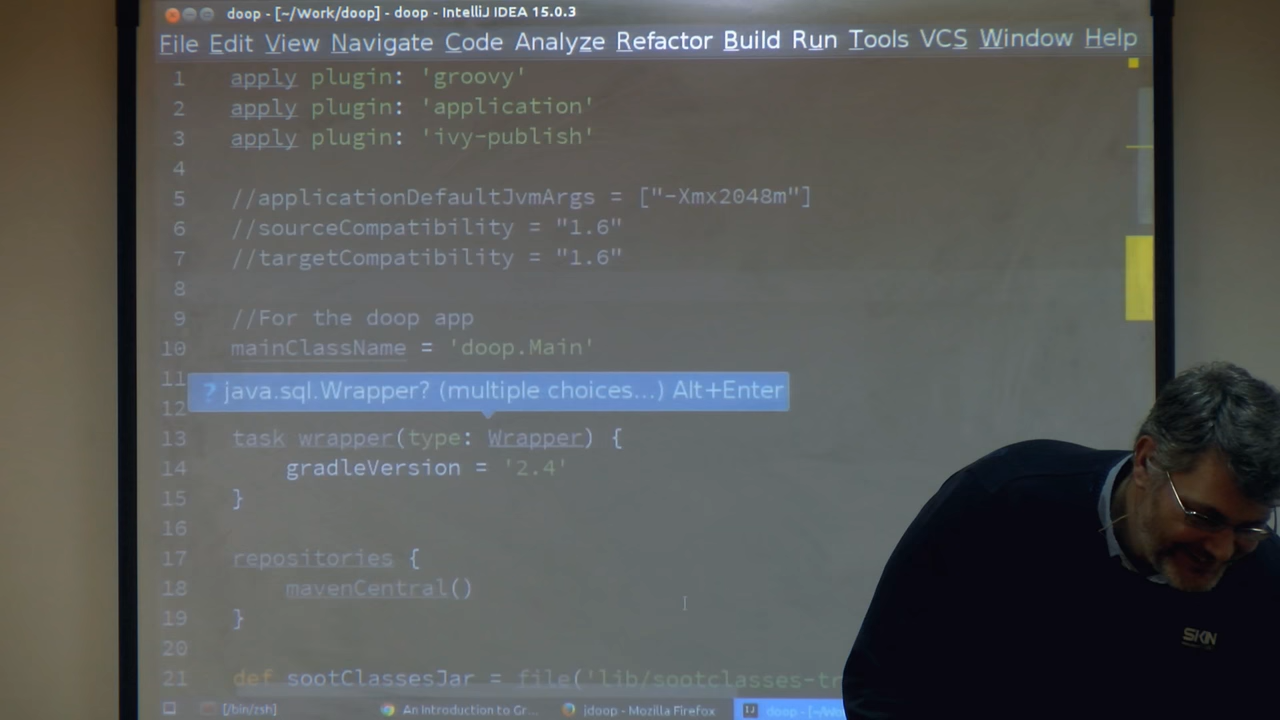 doop - [~/Work/doop] - doop - IntelliJ IDEA 15.0.3
File Edit View Navigate Code Analyze Refactor Build Run Tools VCS Window Help
1 apply plugin: 'groovy'
2 apply plugin: 'application'
3 apply plugin: 'ivy-publish'
4
5 //applicationDefaultJvmArgs = ["-Xmx2048m"]
6 //sourceCompatibility = "1.6"
7 //targetCompatibility = "1.6"
8
9 //For the doop app
10 mainClassName = 'doop.Main'
11
? java.sql.Wrapper? (multiple choices...) Alt+Enter
12
13 task wrapper(type: Wrapper) {
14 gradleVersion = '2.4'
15 }
16
17 repositories {
18 mavenCentral()
19 }
20
21 def sootClassesJar = file('lib/sootclasses-tr
[/bin/zsh] An Introduction to Gr... jdoop - Mozilla Firefox doop - [~/Wo
SKIN